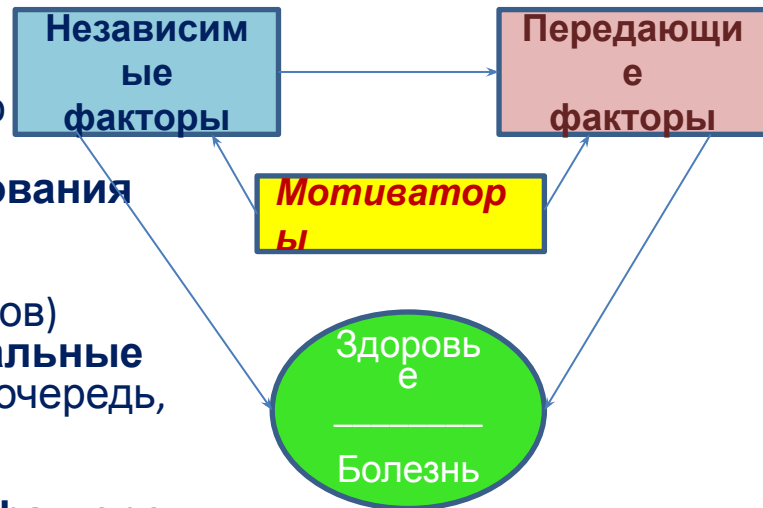 Независим
ые
факторы
Передающи
е
факторы
ования
Мотиватор
ы
ов)
альные
очередь,
Здоровь
е
Болезнь